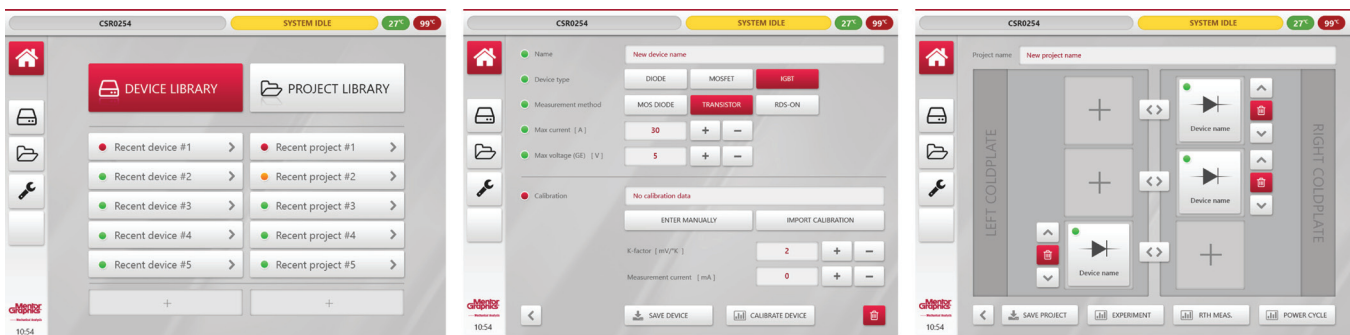 CSR0254
SYSTEM IDLE
27°C
99°C
DEVICE LIBRARY
PROJECT LIBRARY
Recent device #1
Recent project #1
Recent device #2
Recent project #2
Recent device #3
Recent project #3
Recent device #4
Recent project #4
Recent device #5
Recent project #5
Mentor
Graphics
10:54
CSR0254
SYSTEM IDLE
27°C
99°C
Name
New device name
Device type
DIODE
MOSFET
IGBT
Measurement method
MOS DIODE
TRANSISTOR
RDS-ON
Max current [ A ]
30
Max voltage (GE) [ V ]
5
Calibration
No calibration data
ENTER MANUALLY
IMPORT CALIBRATION
K-factor [ mV/°K ]
2
Measurement current [ mA ]
0
SAVE DEVICE
CALIBRATE DEVICE
Mentor
Graphics
10:54
CSR0254
SYSTEM IDLE
27°C
99°C
Project name
New project name
LEFT COLDPLATE
Device name
Device name
Device name
RIGHT COLDPLATE
SAVE PROJECT
EXPERIMENT
RTH MEAS.
POWER CYCLE
Mentor
Graphics
10:54